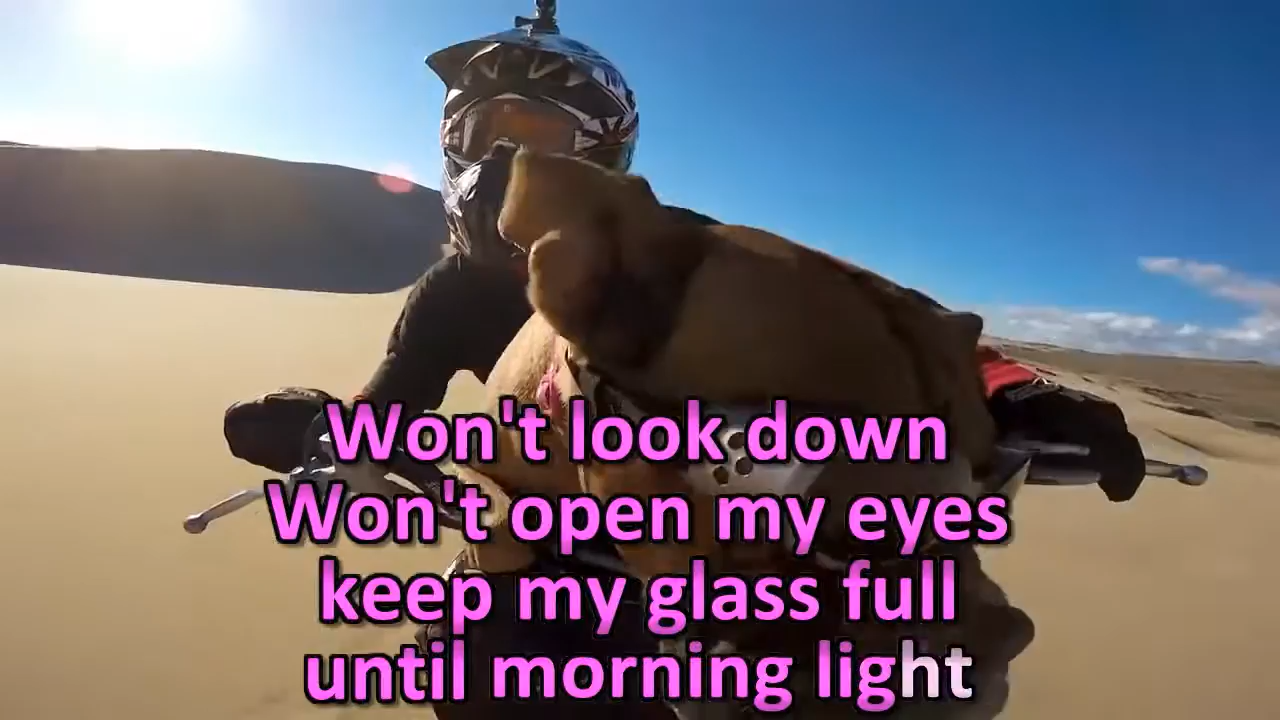 Won't look down
Won't open my eyes
keep my glass full
until morning light